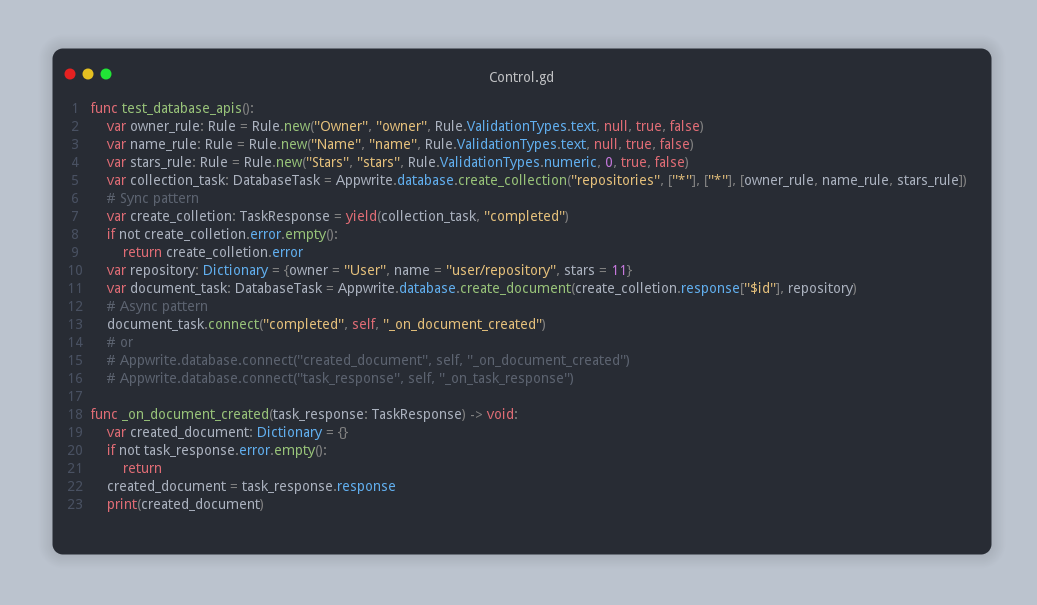 Control.gd
1 func test_database_apis():
2 var owner_rule: Rule = Rule.new("Owner", "owner", Rule.ValidationTypes.text, null, true, false)
3 var name_rule: Rule = Rule.new("Name", "name", Rule.ValidationTypes.text, null, true, false)
4 var stars_rule: Rule = Rule.new("Stars", "stars", Rule.ValidationTypes.numeric, 0, true, false)
5 var collection_task: DatabaseTask = Appwrite.database.create_collection("repositories", ["*"], ["*"], [owner_rule, name_rule, stars_rule])
6 # Sync pattern
7 var create_colletion: TaskResponse = yield(collection_task, "completed")
8 if not create_colletion.error.empty():
9 return create_colletion.error
10 var repository: Dictionary = {owner = "User", name = "user/repository", stars = 11}
11 var document_task: DatabaseTask = Appwrite.database.create_document(create_colletion.response["$id"], repository)
12 # Async pattern
13 document_task.connect("completed", self, "_on_document_created")
14 # or
15 # Appwrite.database.connect("created_document", self, "_on_document_created")
16 # Appwrite.database.connect("task_response", self, "_on_task_response")
17
18 func _on_document_created(task_response: TaskResponse) -> void:
19 var created_document: Dictionary = {}
20 if not task_response.error.empty():
21 return
22 created_document = task_response.response
23 print(created_document)